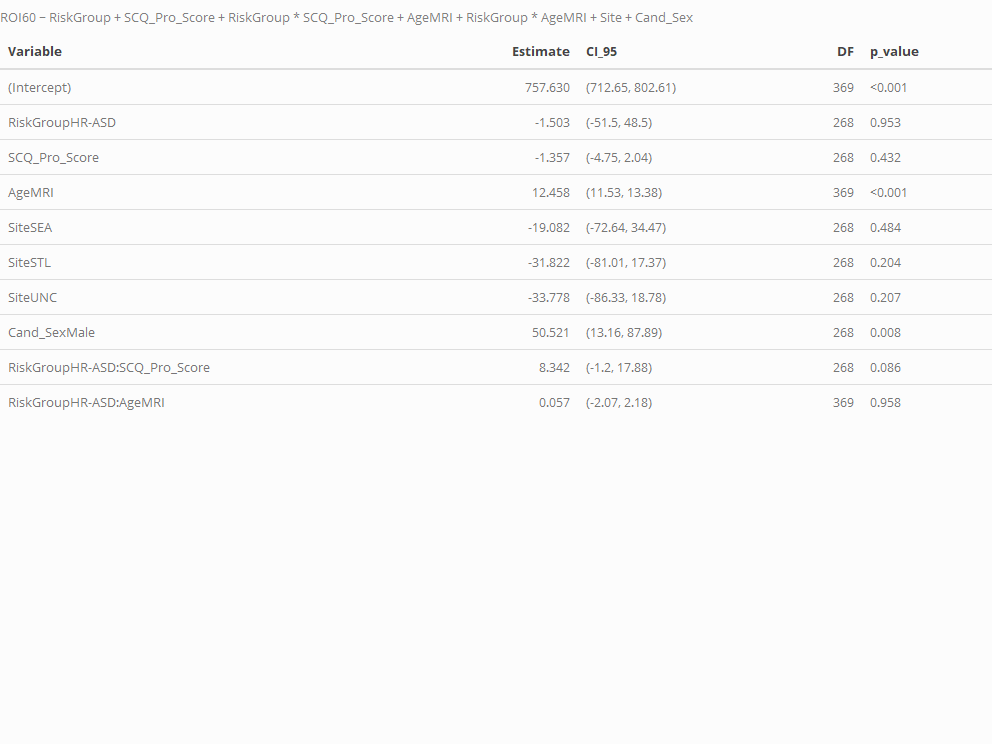 ROI60 ~ RiskGroup + SCQ_Pro_Score + RiskGroup * SCQ_Pro_Score + AgeMRI + RiskGroup * AgeMRI + Site + Cand_Sex
Variable Estimate CI_95 DF p_value
(Intercept) 757.630 (712.65, 802.61) 369 <0.001
RiskGroupHR-ASD -1.503 (-51.5, 48.5) 268 0.953
SCQ_Pro_Score -1.357 (-4.75, 2.04) 268 0.432
AgeMRI 12.458 (11.53, 13.38) 369 <0.001
SiteSEA -19.082 (-72.64, 34.47) 268 0.484
SiteSTL -31.822 (-81.01, 17.37) 268 0.204
SiteUNC -33.778 (-86.33, 18.78) 268 0.207
Cand_SexMale 50.521 (13.16, 87.89) 268 0.008
RiskGroupHR-ASD:SCQ_Pro_Score 8.342 (-1.2, 17.88) 268 0.086
RiskGroupHR-ASD:AgeMRI 0.057 (-2.07, 2.18) 369 0.958